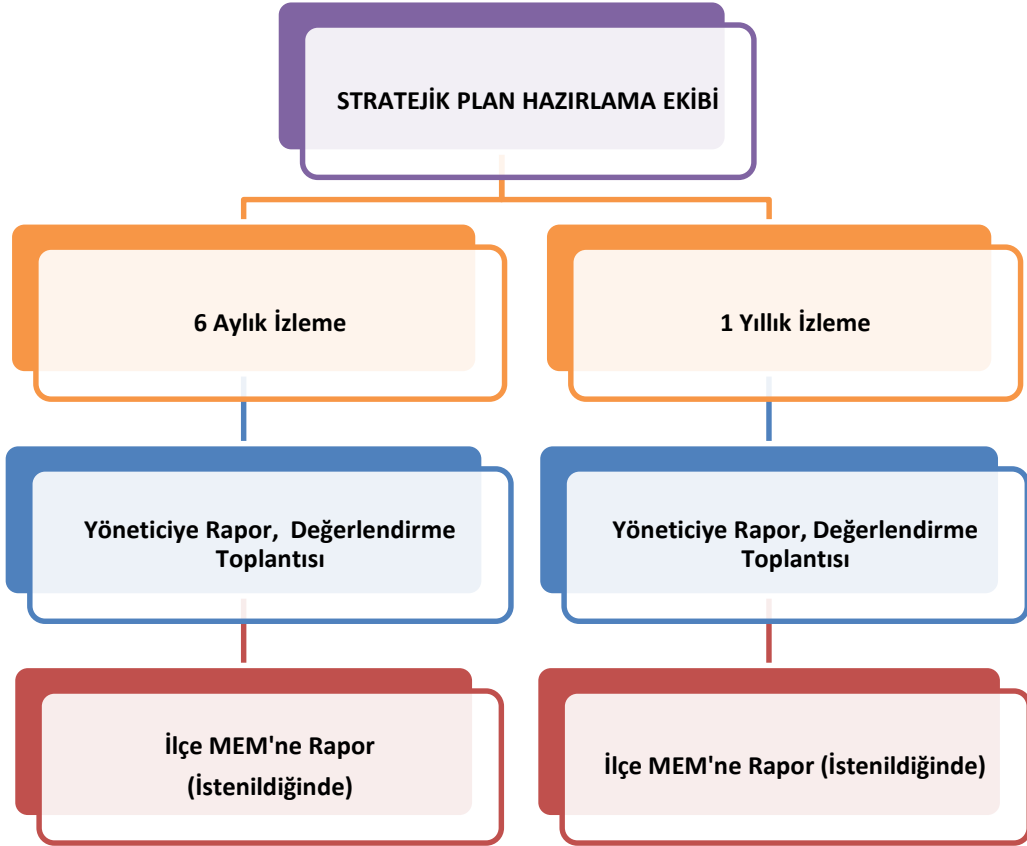 STRATEJİK PLAN HAZIRLAMA EKİBİ
6 Aylık İzleme
1 Yıllık İzleme
Yöneticiye Rapor, Değerlendirme
Toplantısı
Yöneticiye Rapor, Değerlendirme
Toplantısı
İlçe MEM'ne Rapor
(İstenildiğinde)
İlçe MEM'ne Rapor (İstenildiğinde)